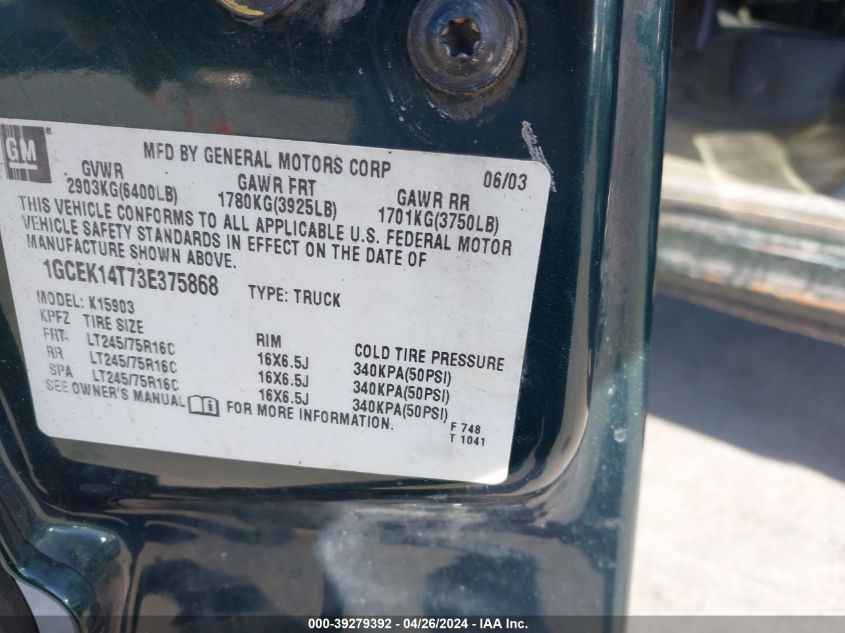 GM
MFD BY GENERAL MOTORS CORP 06/03
GVWR GAWR FRT GAWR RR
2903KG(6400LB) 1780KG(3925LB) 1701KG(3750LB)
THIS VEHICLE CONFORMS TO ALL APPLICABLE U.S. FEDERAL MOTOR
VEHICLE SAFETY STANDARDS IN EFFECT ON THE DATE OF
MANUFACTURE SHOWN ABOVE.
1GCEK14T73E375868 TYPE: TRUCK
MODEL: K15903
KPFZ TIRE SIZE RIM COLD TIRE PRESSURE
FRT: LT245/75R16C 16X6.5J 340KPA(50PSI)
RR LT245/75R16C 16X6.5J 340KPA(50PSI)
SPA LT245/75R16C 16X6.5J 340KPA(50PSI)
SEE OWNER'S MANUAL FOR MORE INFORMATION.
F 748
T 1041
000-39279392 - 04/26/2024 - IAA Inc.